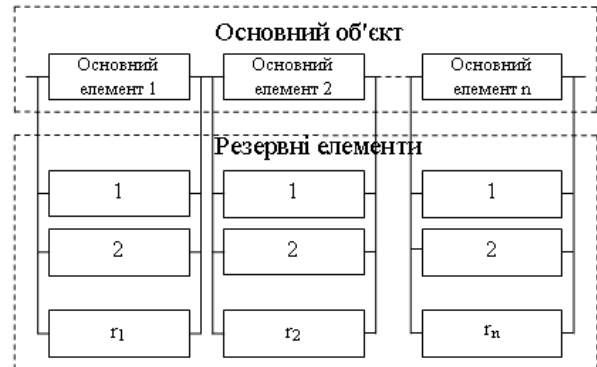 Основний об'єкт
Основний
елемент 1
Основний
елемент 2
Основний
елемент n
Резервні елементи
1
1
1
2
2
2
r1
r2
rn